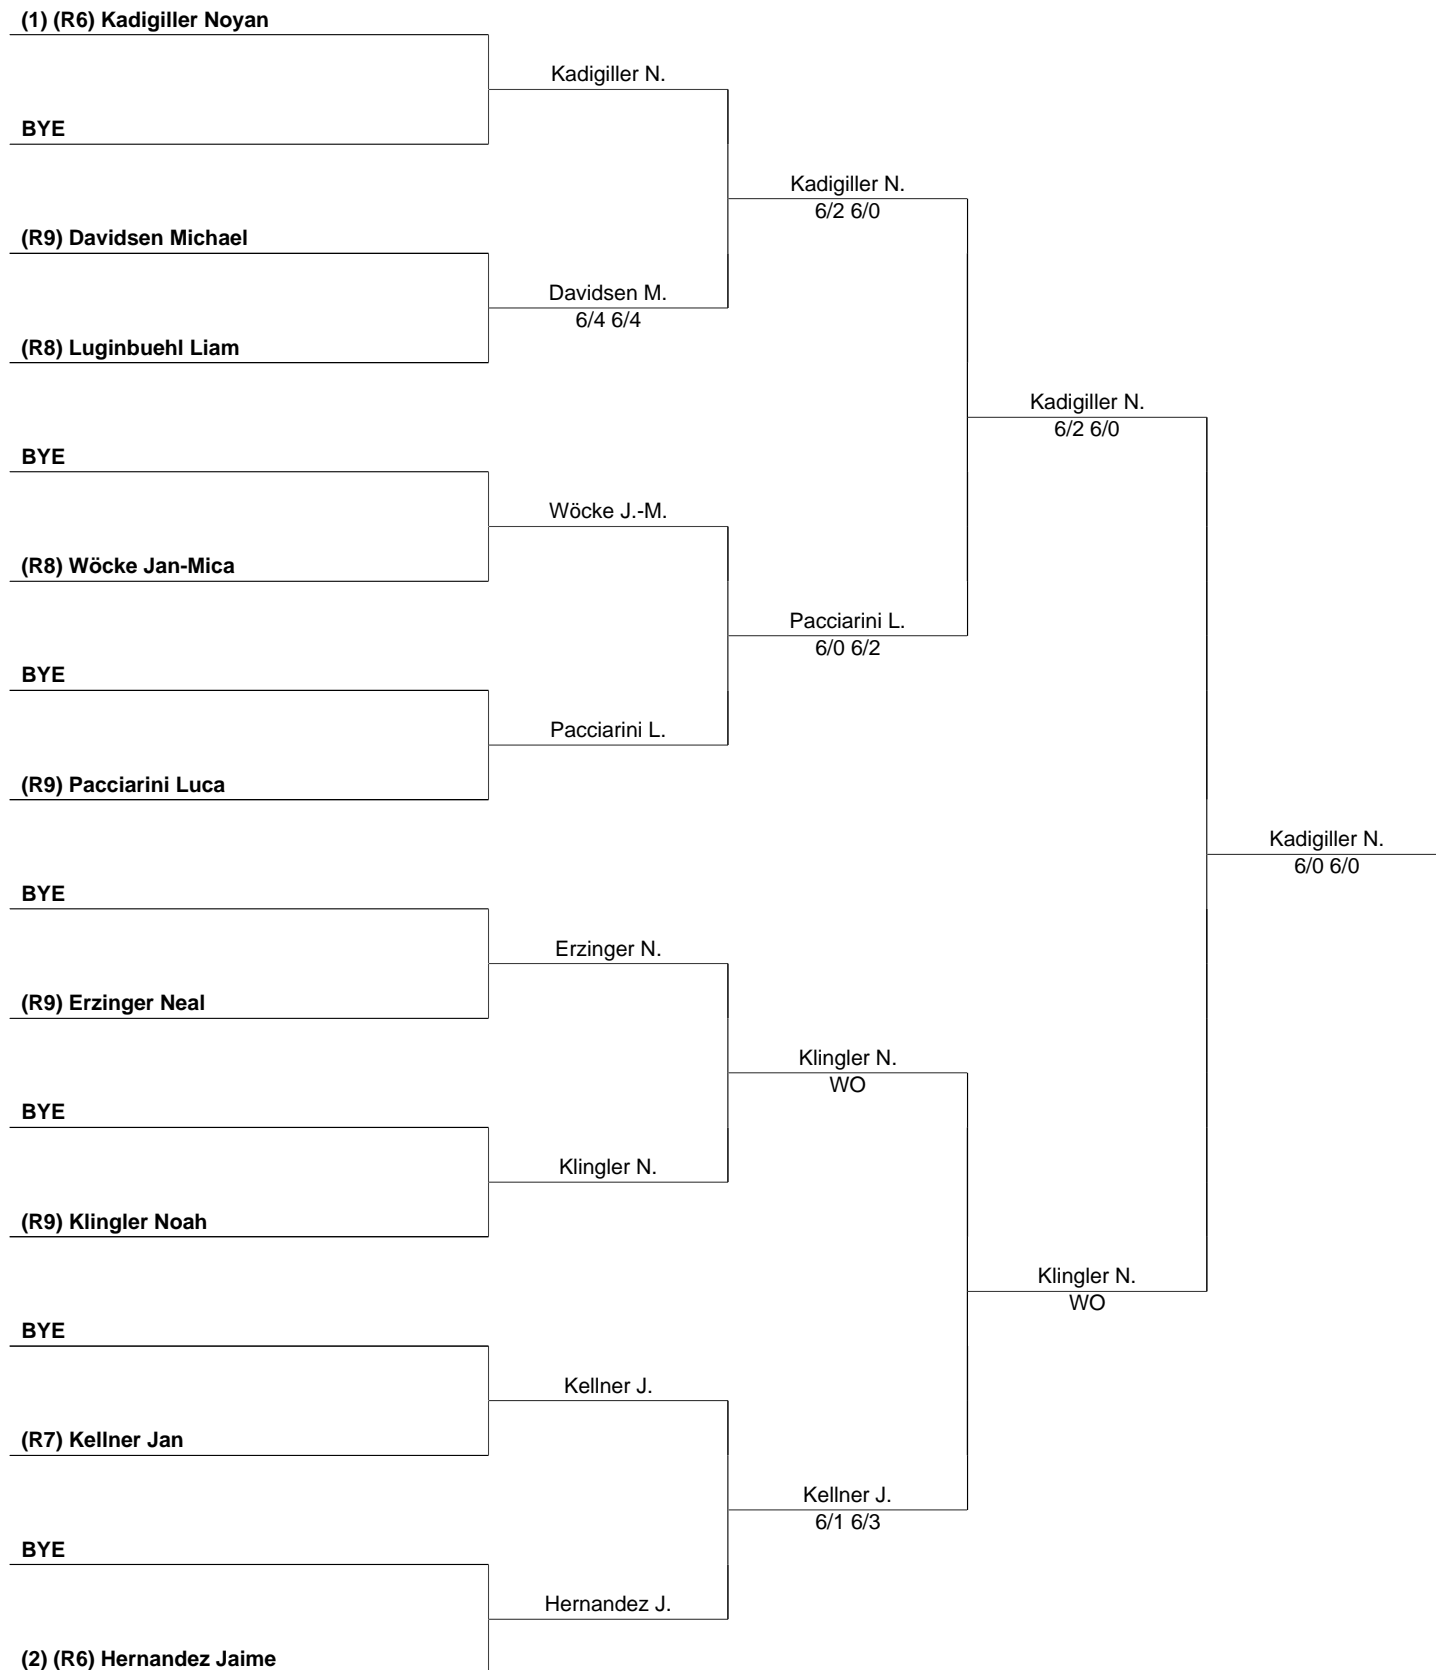 (1) (R6) Kadigiller Noyan
Kadigiller N.
BYE
Kadigiller N.
6/2 6/0
(R9) Davidsen Michael
Davidsen M.
6/4 6/4
(R8) Luginbuehl Liam
Kadigiller N.
6/2 6/0
BYE
Wöcke J.-M.
(R8) Wöcke Jan-Mica
Pacciarini L.
6/0 6/2
BYE
Pacciarini L.
(R9) Pacciarini Luca
Kadigiller N.
6/0 6/0
BYE
Erzinger N.
(R9) Erzinger Neal
Klingler N.
WO
BYE
Klingler N.
(R9) Klingler Noah
Klingler N.
WO
BYE
Kellner J.
(R7) Kellner Jan
Kellner J.
6/1 6/3
BYE
Hernandez J.
(2) (R6) Hernandez Jaime